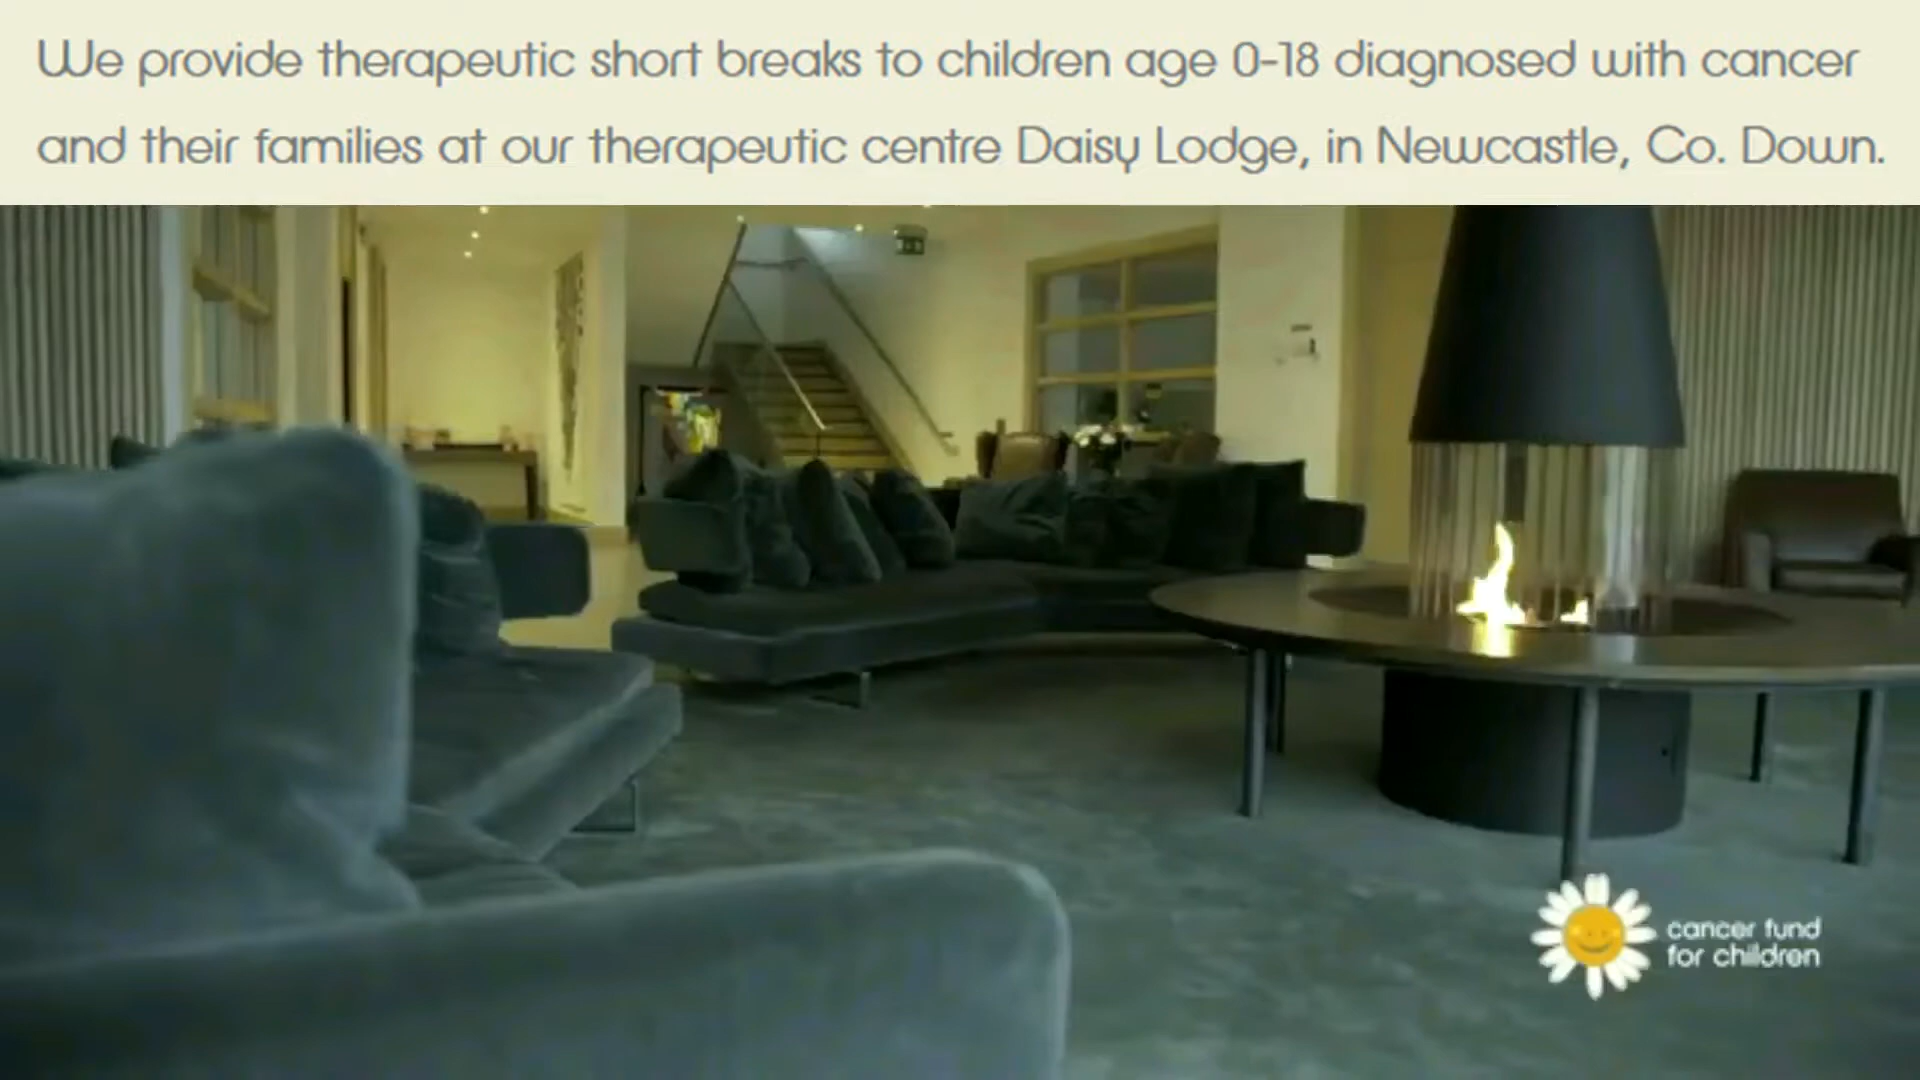 We provide therapeutic short breaks to children age 0-18 diagnosed with cancer
and their families at our therapeutic centre Daisy Lodge, in Newcastle, Co. Down.
cancer fund
for children